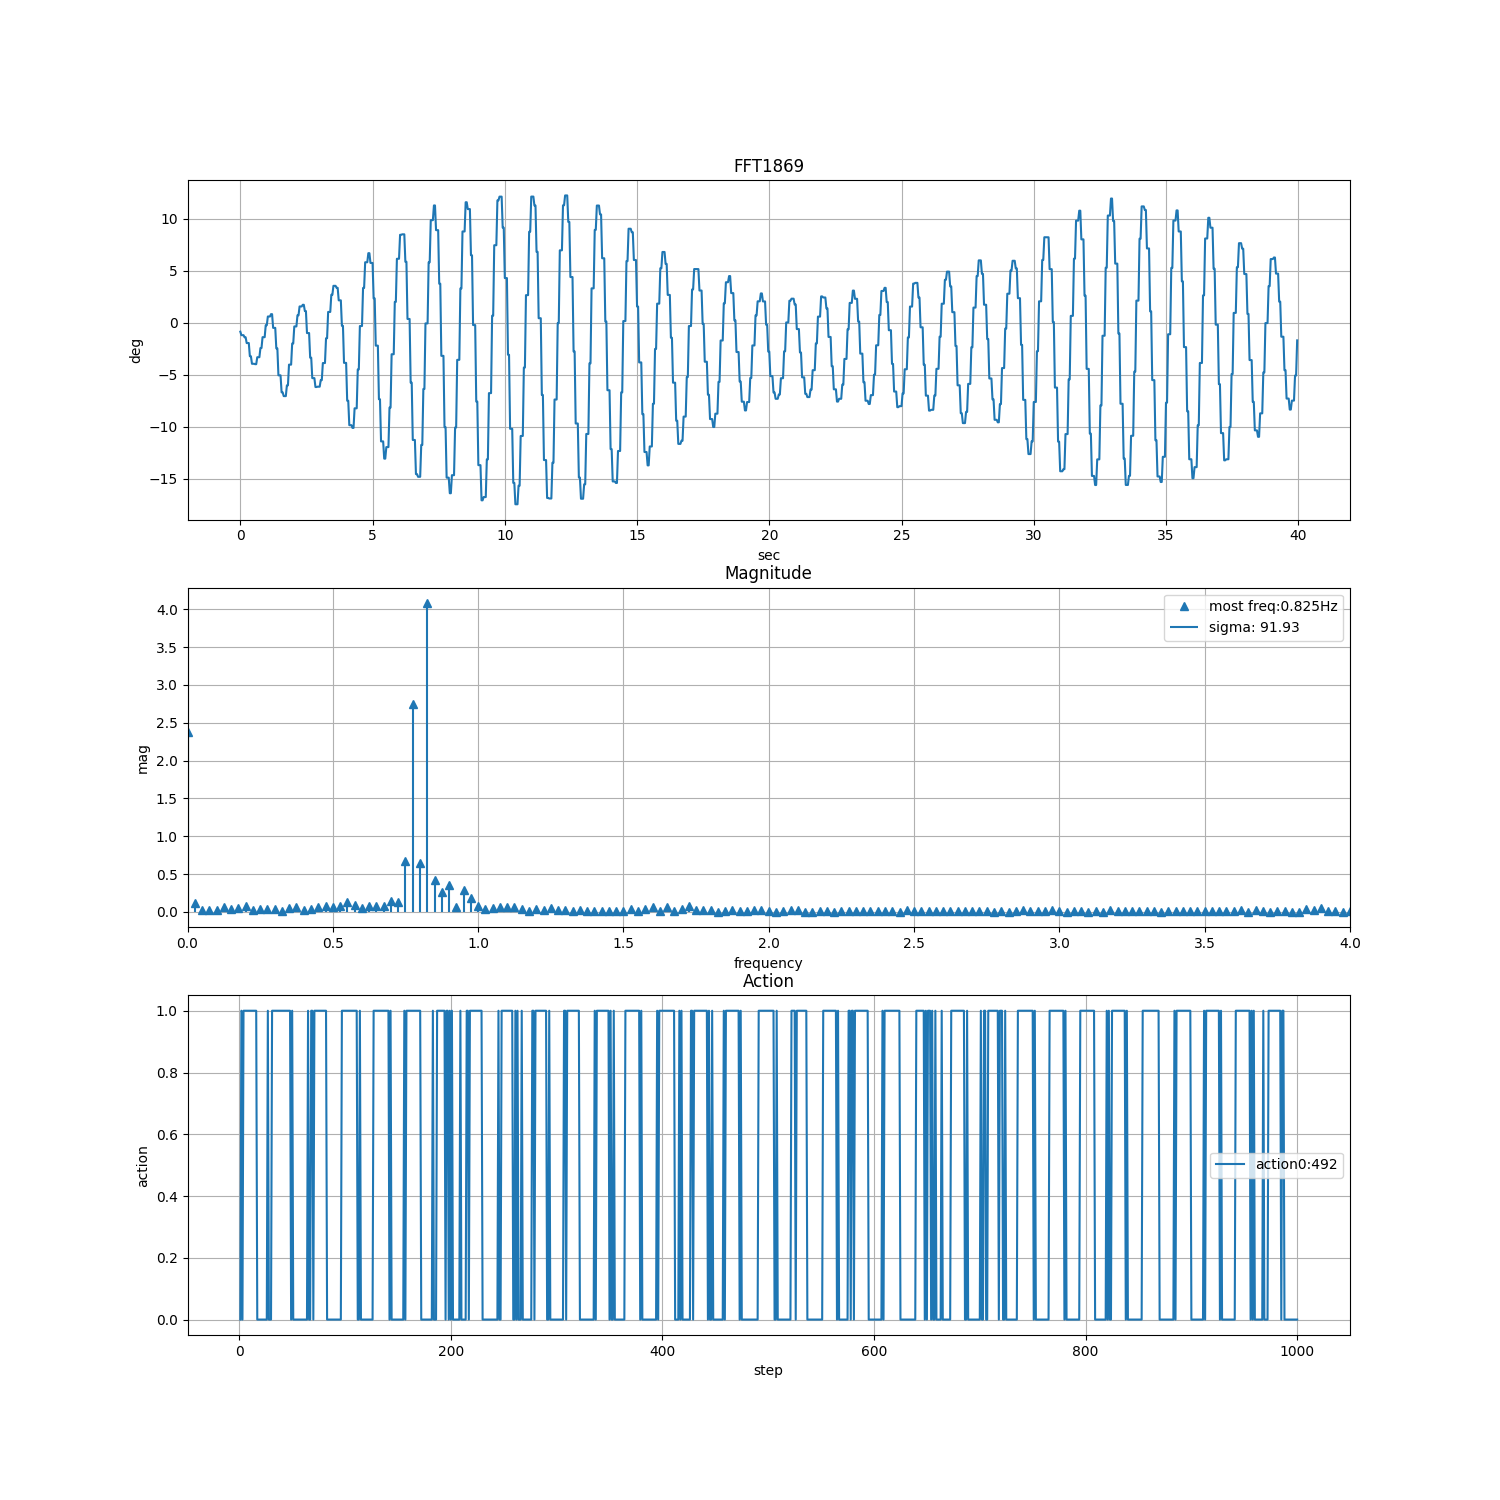 FFT1869
10
5
0
−5
−10
−15
deg
0 5 10 15 20 25 30 35 40
sec
Magnitude
4.0
3.5
3.0
2.5
2.0
1.5
1.0
0.5
0.0
mag
most freq:0.825Hz
sigma: 91.93
0.0 0.5 1.0 1.5 2.0 2.5 3.0 3.5 4.0
frequency
Action
1.0
0.8
0.6
0.4
0.2
0.0
action
action0:492
0 200 400 600 800 1000
step